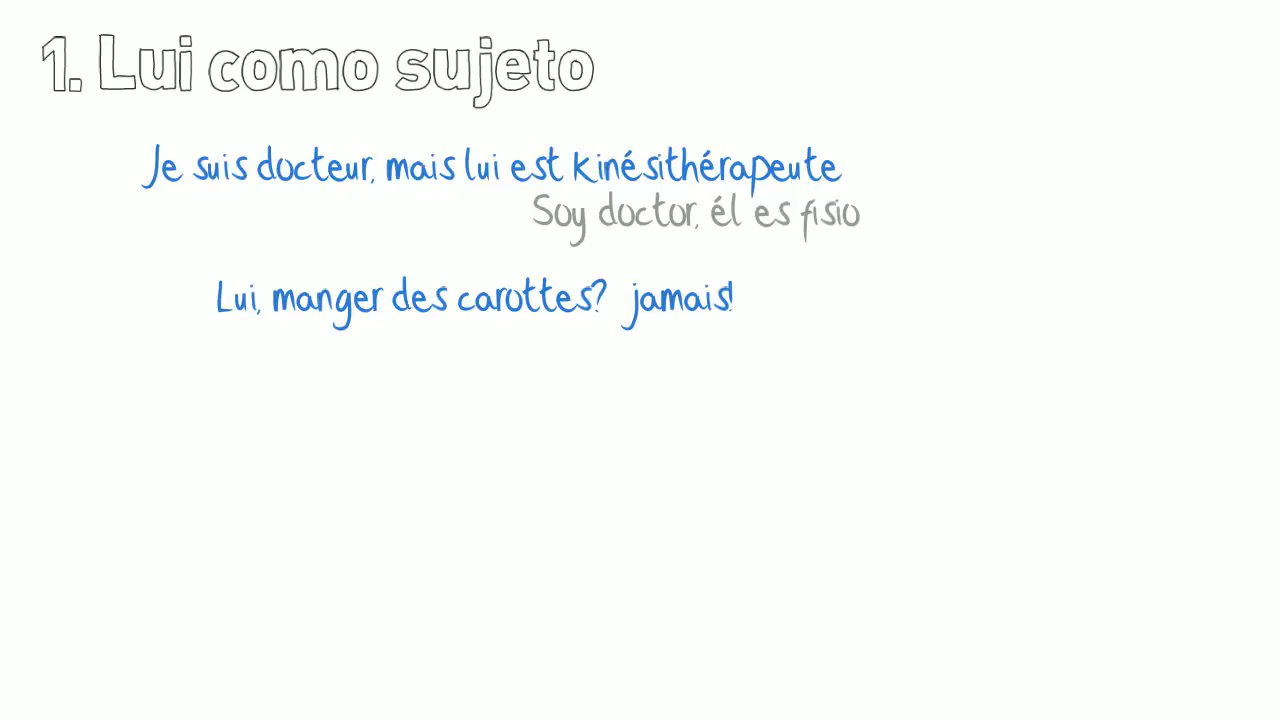 1. Lui como sujeto
Je suis docteur, mais lui est kinésithérapeute
Soy doctor, él es fisio
Lui, manger des carottes? jamais!